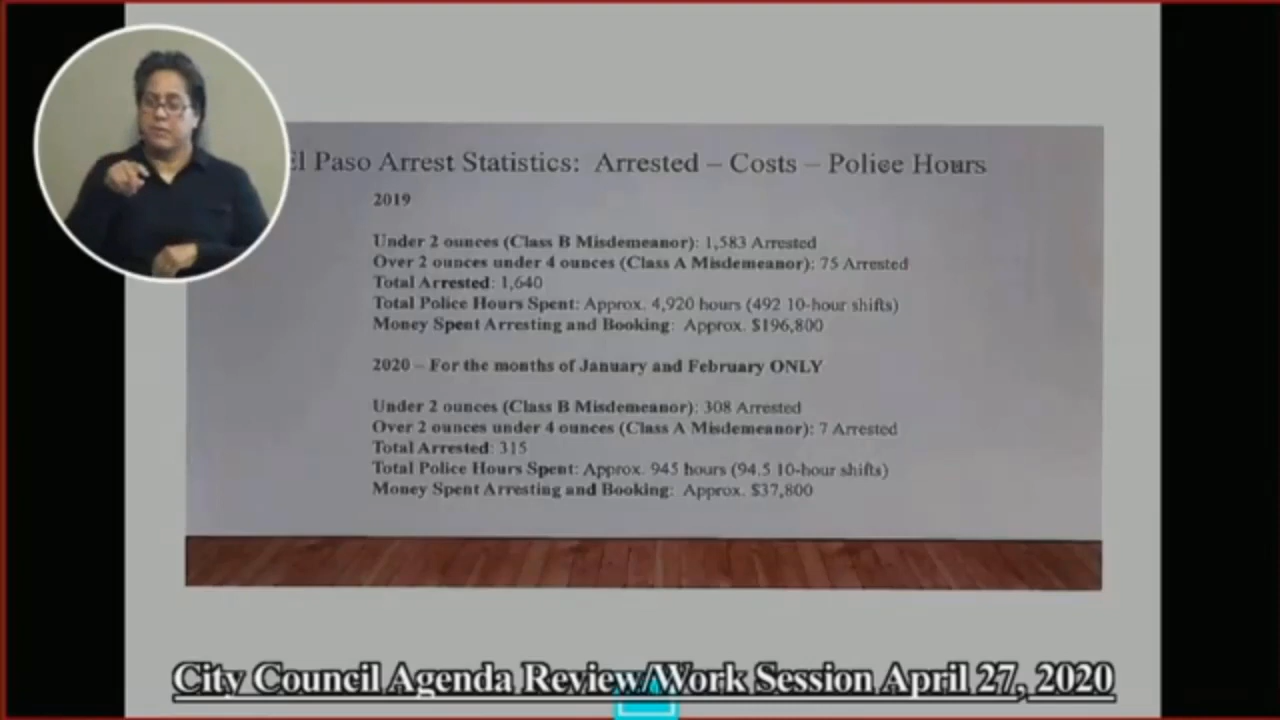 El Paso Arrest Statistics: Arrested – Costs – Police Hours
2019
Under 2 ounces (Class B Misdemeanor): 1,583 Arrested
Over 2 ounces under 4 ounces (Class A Misdemeanor): 75 Arrested
Total Arrested: 1,640
Total Police Hours Spent: Approx. 4,920 hours (492 10-hour shifts)
Money Spent Arresting and Booking: Approx. $196,800
2020 – For the months of January and February ONLY
Under 2 ounces (Class B Misdemeanor): 308 Arrested
Over 2 ounces under 4 ounces (Class A Misdemeanor): 7 Arrested
Total Arrested: 315
Total Police Hours Spent: Approx. 945 hours (94.5 10-hour shifts)
Money Spent Arresting and Booking: Approx. $37,800
City Council Agenda Review/Work Session April 27, 2020